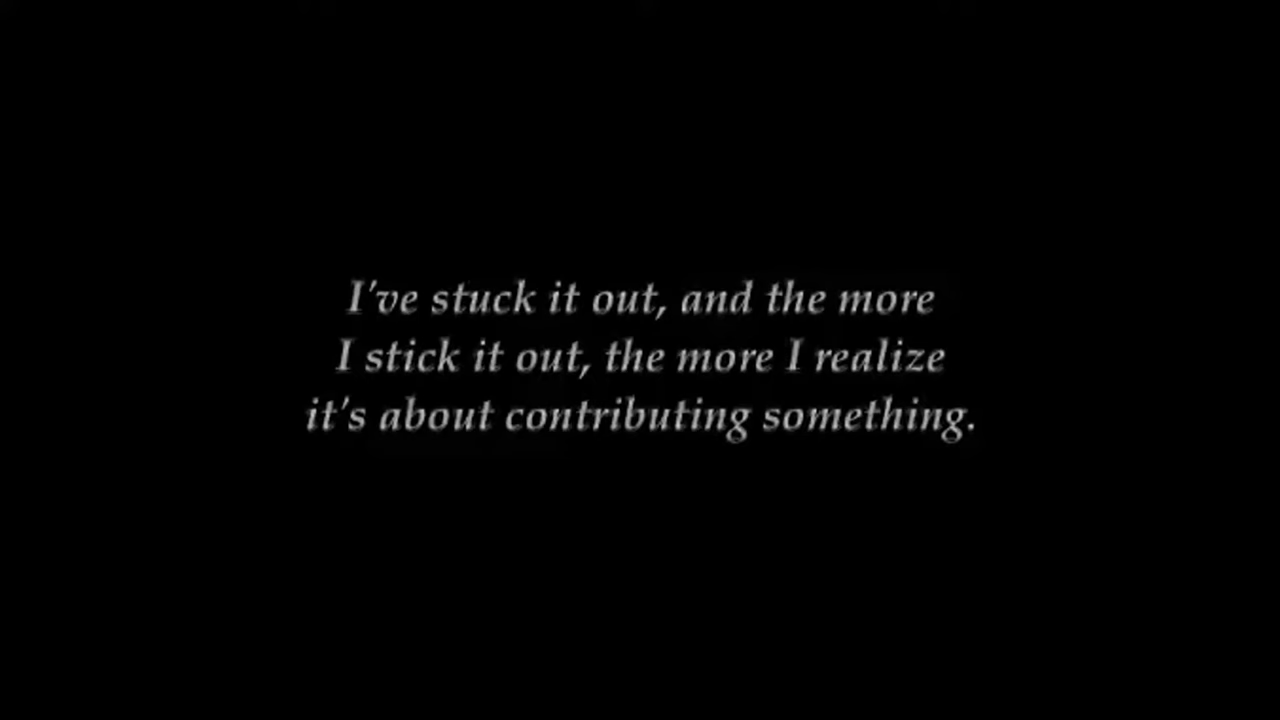 I've stuck it out, and the more
I stick it out, the more I realize
it's about contributing something.